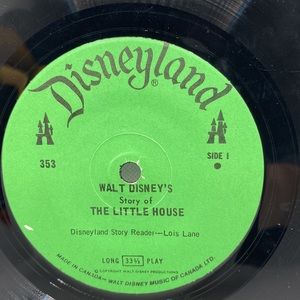 Disneyland
®
353
SIDE 1
WALT DISNEY'S
Story of
THE LITTLE HOUSE
Disneyland Story Reader—Lois Lane
LONG 33⅓ PLAY
© COPYRIGHT WALT DISNEY PRODUCTIONS
MADE IN CANADA—WALT DISNEY MUSIC OF CANADA LTD.